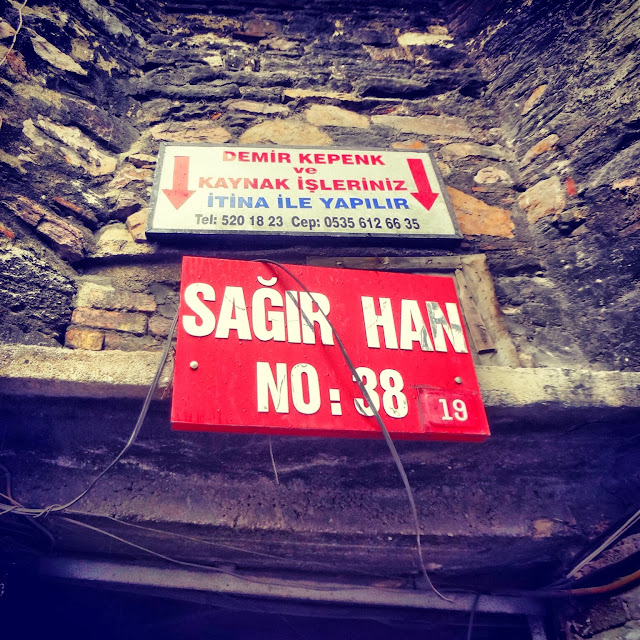 DEMİR KEPENK
ve
KAYNAK İŞLERİNİZ
İTİNA İLE YAPILIR
Tel: 520 18 23 Cep: 0535 612 66 35
SAĞIR HAN
NO: 38
19